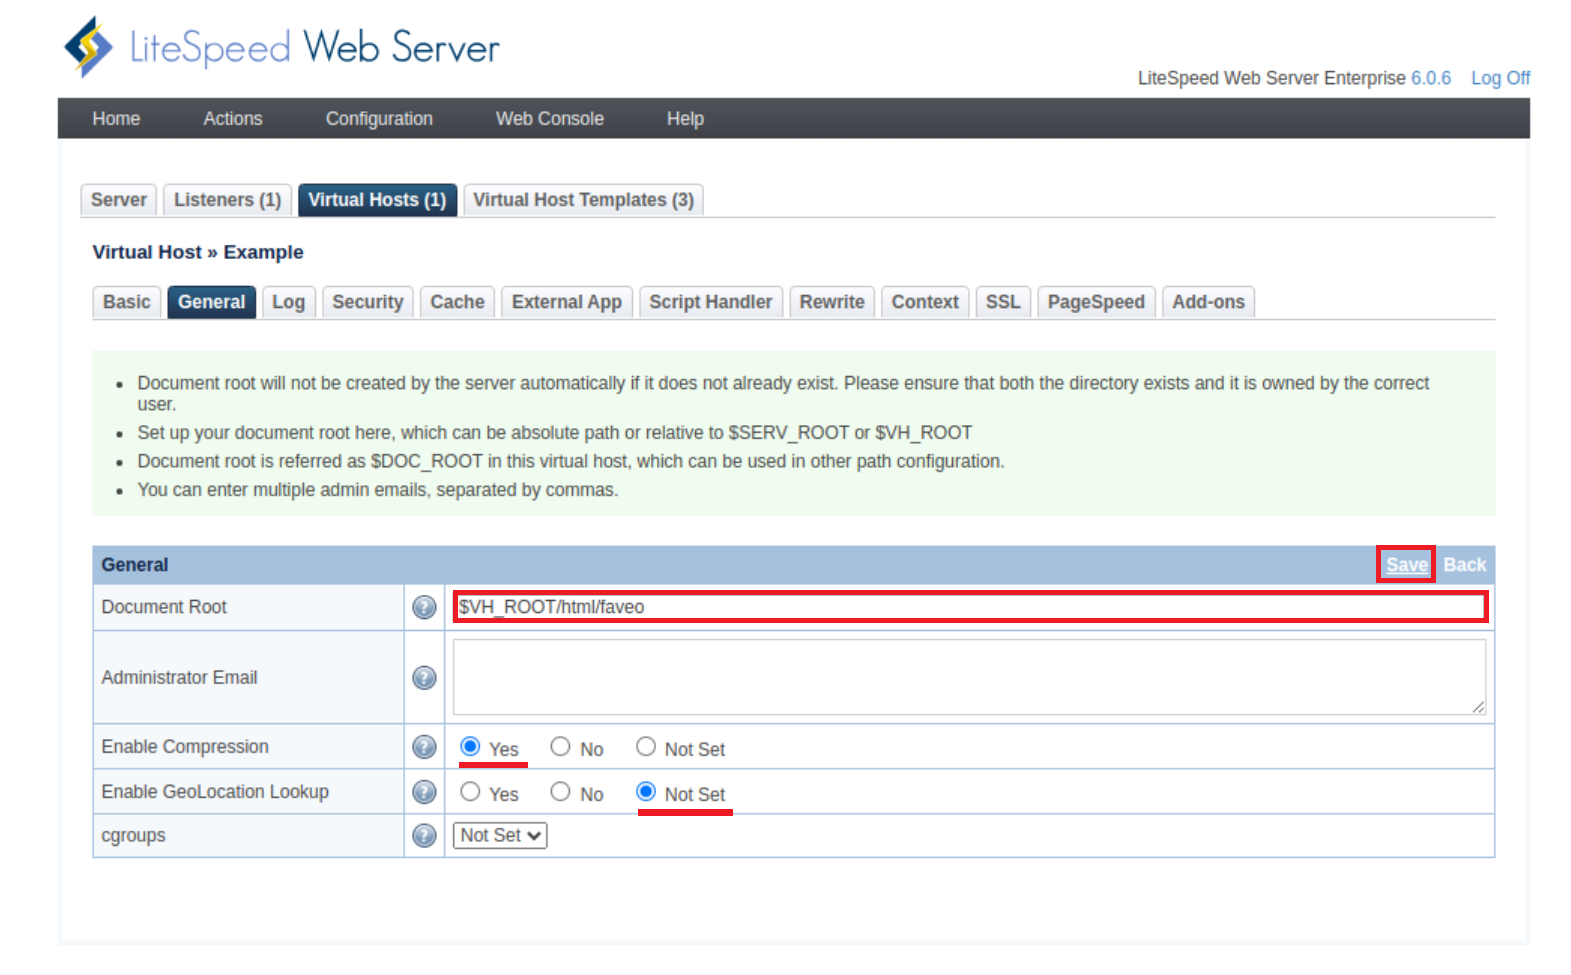 LiteSpeed Web Server
LiteSpeed Web Server Enterprise 6.0.6 Log Off
Home Actions Configuration Web Console Help
Server Listeners (1) Virtual Hosts (1) Virtual Host Templates (3)
Virtual Host » Example
Basic General Log Security Cache External App Script Handler Rewrite Context SSL PageSpeed Add-ons
• Document root will not be created by the server automatically if it does not already exist. Please ensure that both the directory exists and it is owned by the correct
user.
• Set up your document root here, which can be absolute path or relative to $SERV_ROOT or $VH_ROOT
• Document root is referred as $DOC_ROOT in this virtual host, which can be used in other path configuration.
• You can enter multiple admin emails, separated by commas.
General Save Back
Document Root ? $VH_ROOT/html/faveo
Administrator Email ?
Enable Compression ? Yes No Not Set
Enable GeoLocation Lookup ? Yes No Not Set
cgroups ? Not Set